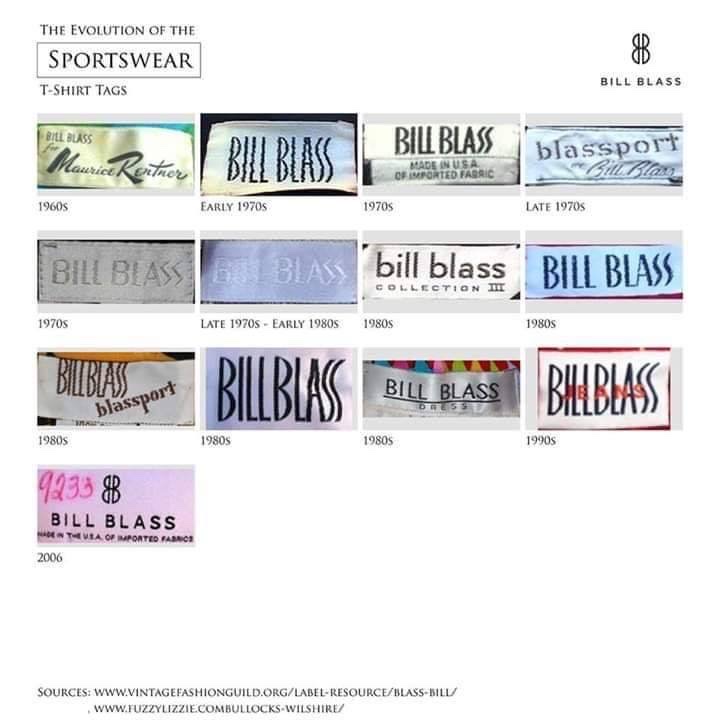 The Evolution of the
Sportswear
T-Shirt Tags
BILL BLASS
BILL BLASS
for
Maurice Rentner
1960s
BILL BLASS
Early 1970s
BILL BLASS
MADE IN U.S.A.
OF IMPORTED FABRIC
1970s
blassport
Bill Blass
Late 1970s
BILL BLASS
1970s
BILL BLASS
Late 1970s - Early 1980s
bill blass
COLLECTION III
1980s
BILL BLASS
1980s
BILL BLASS
blassport
1980s
BILL BLASS
1980s
BILL BLASS
DRESS
1980s
BILL BLASS
JEANS
1990s
9233
BILL BLASS
MADE IN THE U.S.A. OF IMPORTED FABRICS
2006
Sources: www.vintagefashionguild.org/label-resource/blass-bill/
, www.fuzzylizzie.combullocks-wilshire/